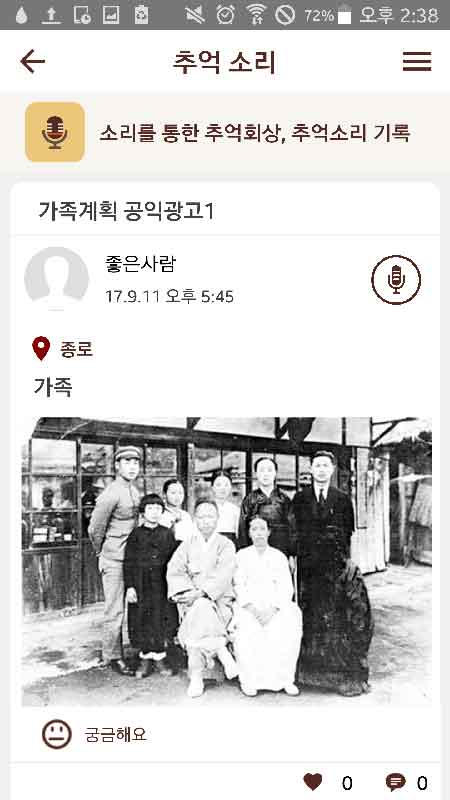 72% 오후 2:38
추억 소리
소리를 통한 추억회상, 추억소리 기록
가족계획 공익광고1
좋은사람
17.9.11 오후 5:45
종로
가족
궁금해요
0 0